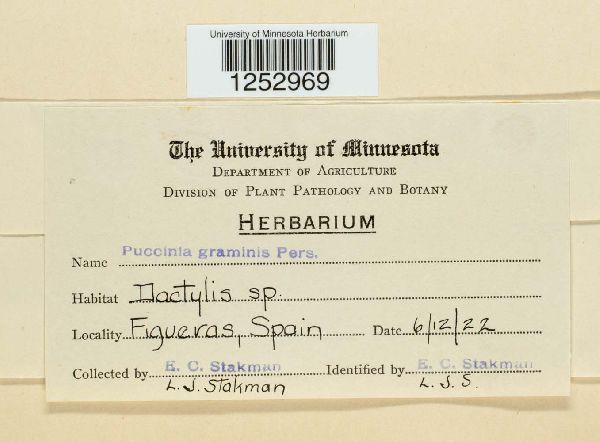 University of Minnesota Herbarium
1252969
The University of Minnesota
DEPARTMENT OF AGRICULTURE
DIVISION OF PLANT PATHOLOGY AND BOTANY
HERBARIUM
Name Puccinia graminis Pers.
Habitat Dactylis sp.
Locality Figueras, Spain Date 6/12/22
Collected by E. C. Stakman Identified by E. C. Stakman
L. J. Stakman L. J. S.